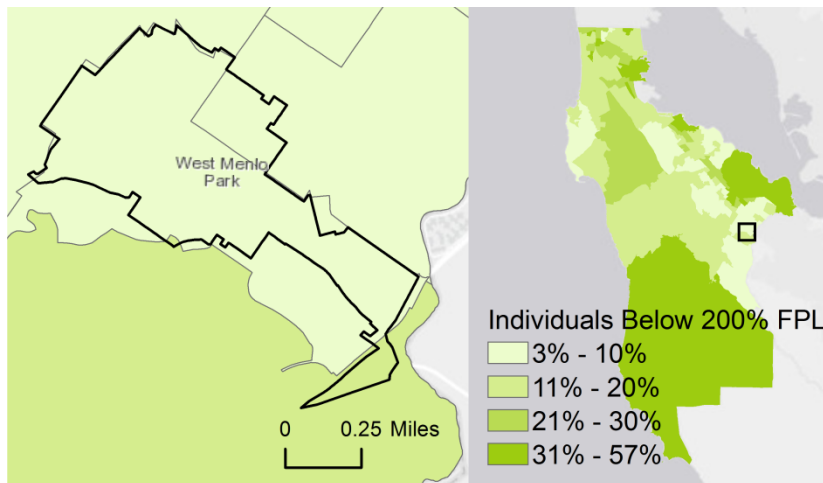 West Menlo
Park
0 0.25 Miles
Individuals Below 200% FPL
3% - 10%
11% - 20%
21% - 30%
31% - 57%